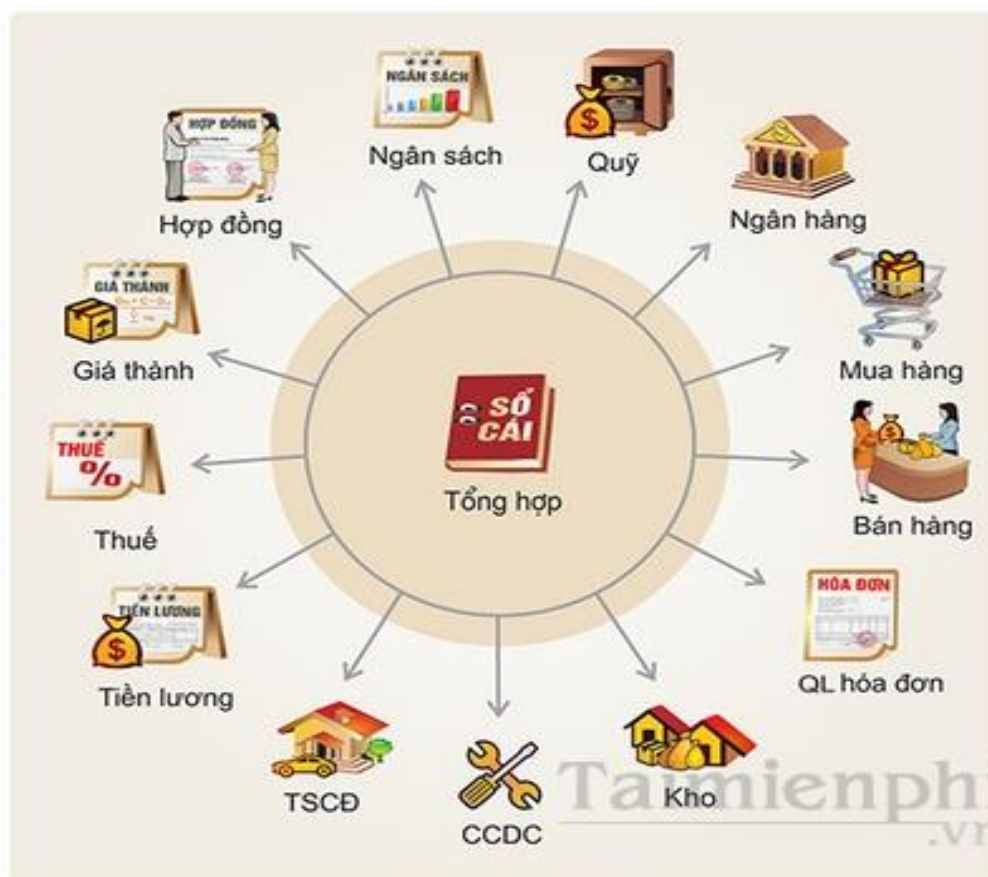 NGÂN SÁCH
Ngân sách
Quỹ
HỢP ĐỒNG
Hợp đồng
Ngân hàng
GIÁ THÀNH
Giá thành
Mua hàng
SỔ
CÁI
Tổng hợp
THUẾ
%
Thuế
Bán hàng
TIỀN LƯƠNG
$
Tiền lương
HÓA ĐƠN
QL hóa đơn
TSCĐ
CCDC
Kho
Taimienphi
.vn